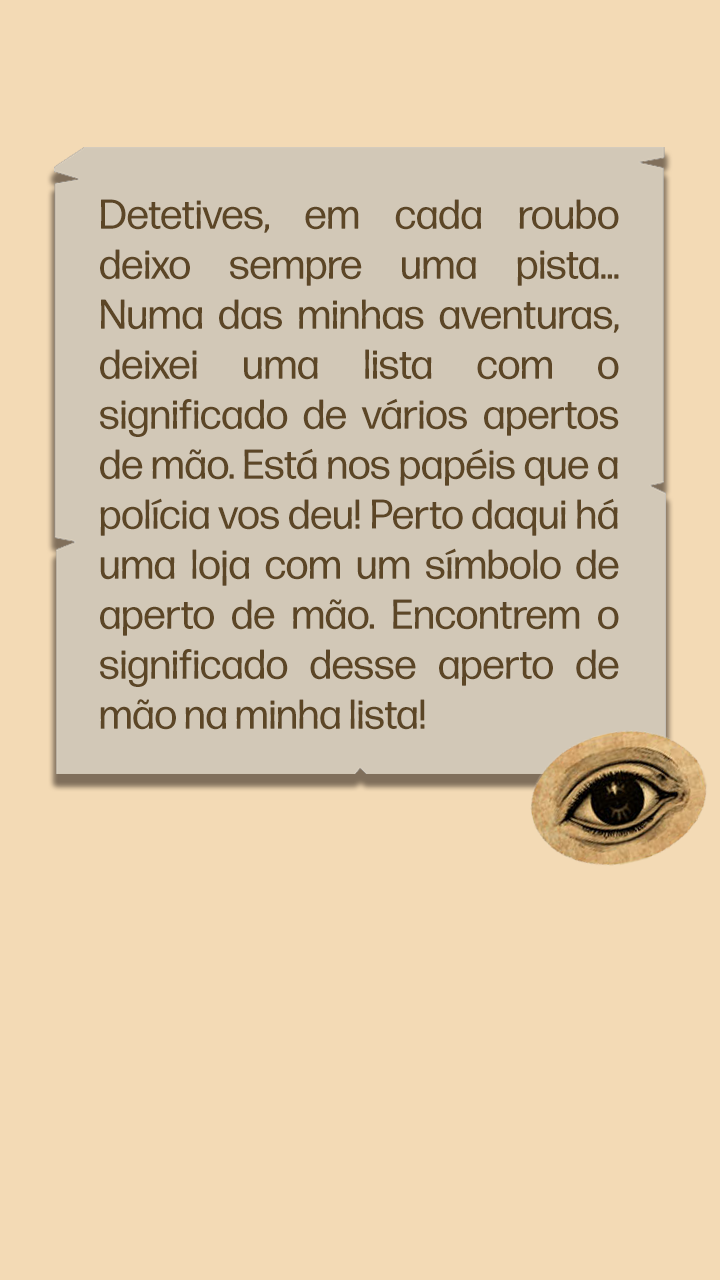 Detetives, em cada roubo
deixo sempre uma pista...
Numa das minhas aventuras,
deixei uma lista com o
significado de vários apertos
de mão. Está nos papéis que a
polícia vos deu! Perto daqui há
uma loja com um símbolo de
aperto de mão. Encontrem o
significado desse aperto de
mão na minha lista!